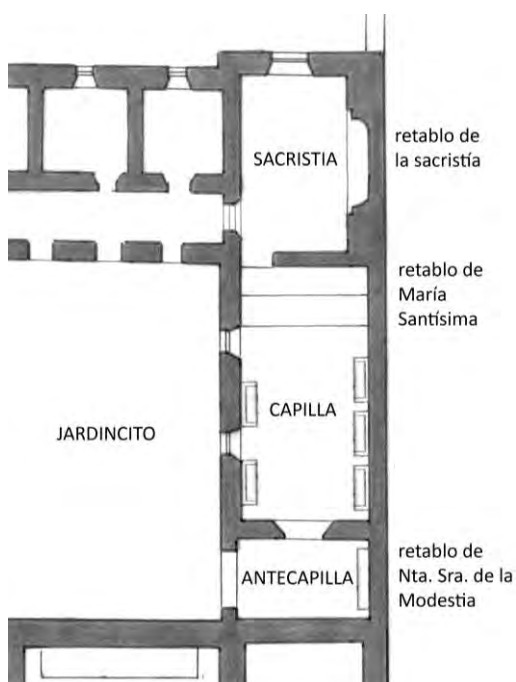 SACRISTIA
retablo de
la sacristía
retablo de
María
Santísima
CAPILLA
JARDINCITO
ANTECAPILLA
retablo de
Nta. Sra. de la
Modestia